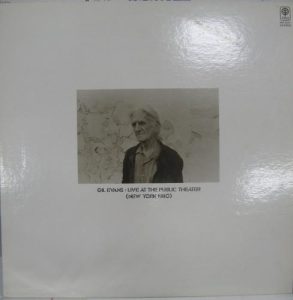 GIL EVANS : LIVE AT THE PUBLIC THEATER
(NEW YORK 1980)